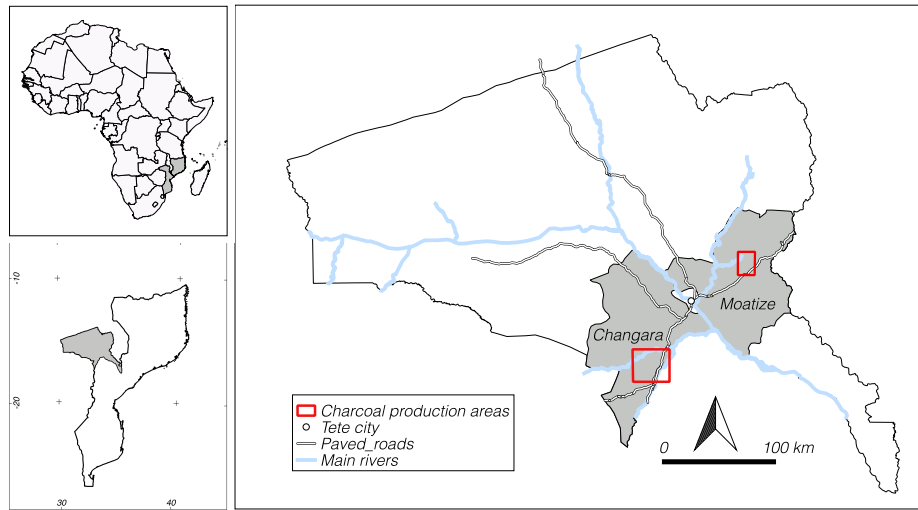 -10
-20
30
40
Moatize
Changara
Charcoal production areas
Tete city
Paved_roads
Main rivers
0
100 km